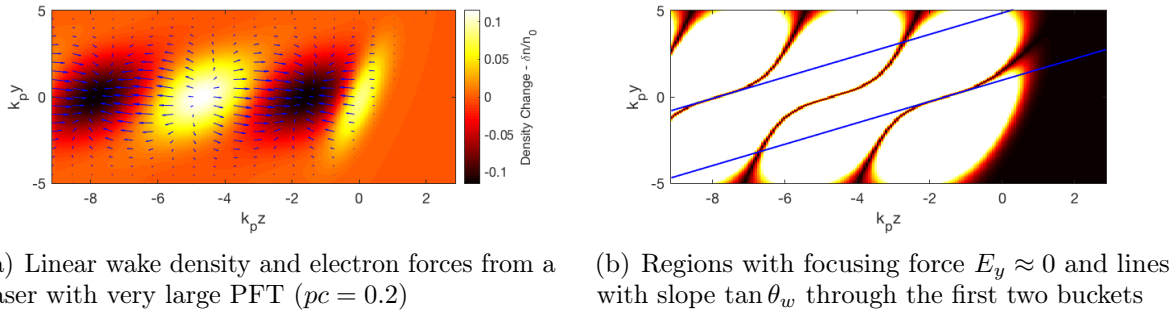 5
0
-5
k_p y
-8
-6
-4
-2
0
2
k_p z
0.1
0.05
0
-0.05
-0.1
Density Change - δn/n_0
5
0
-5
k_p y
-8
-6
-4
-2
0
2
k_p z
) Linear wake density and electron forces from a
aser with very large PFT (pc = 0.2)
(b) Regions with focusing force E_y ≈ 0 and lines
with slope tan θ_w through the first two buckets